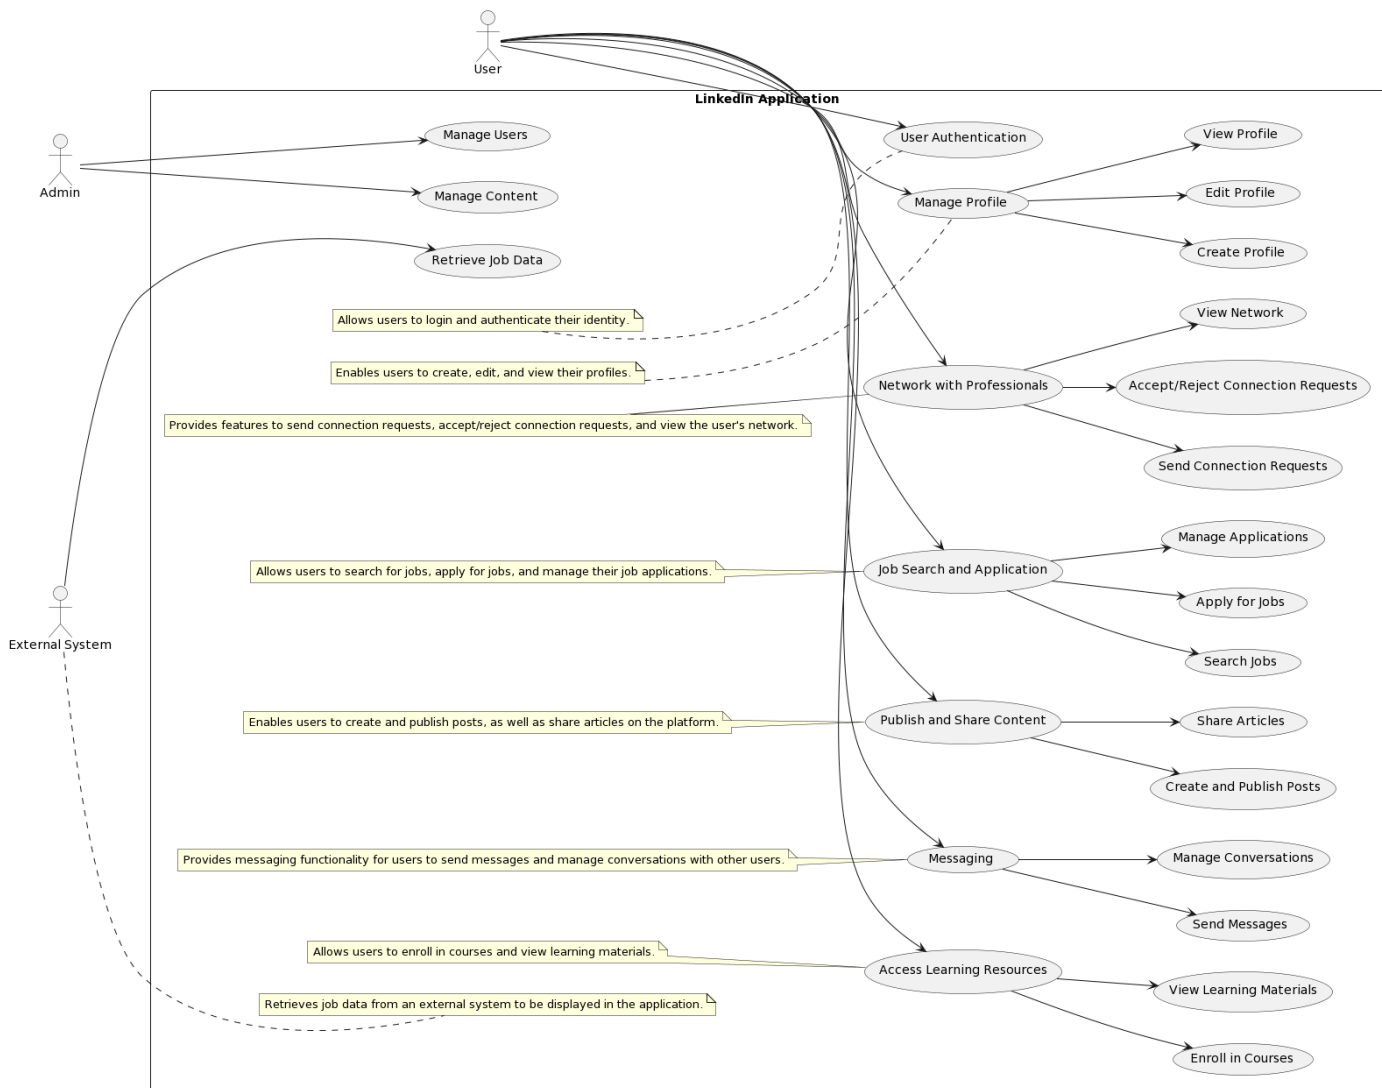 User
LinkedIn Application
Admin
Manage Users
Manage Content
Retrieve Job Data
User Authentication
Manage Profile
View Profile
Edit Profile
Create Profile
Allows users to login and authenticate their identity.
Enables users to create, edit, and view their profiles.
Provides features to send connection requests, accept/reject connection requests, and view the user's network.
Network with Professionals
View Network
Accept/Reject Connection Requests
Send Connection Requests
External System
Allows users to search for jobs, apply for jobs, and manage their job applications.
Job Search and Application
Manage Applications
Apply for Jobs
Search Jobs
Enables users to create and publish posts, as well as share articles on the platform.
Publish and Share Content
Share Articles
Create and Publish Posts
Provides messaging functionality for users to send messages and manage conversations with other users.
Messaging
Manage Conversations
Send Messages
Allows users to enroll in courses and view learning materials.
Access Learning Resources
View Learning Materials
Retrieves job data from an external system to be displayed in the application.
Enroll in Courses